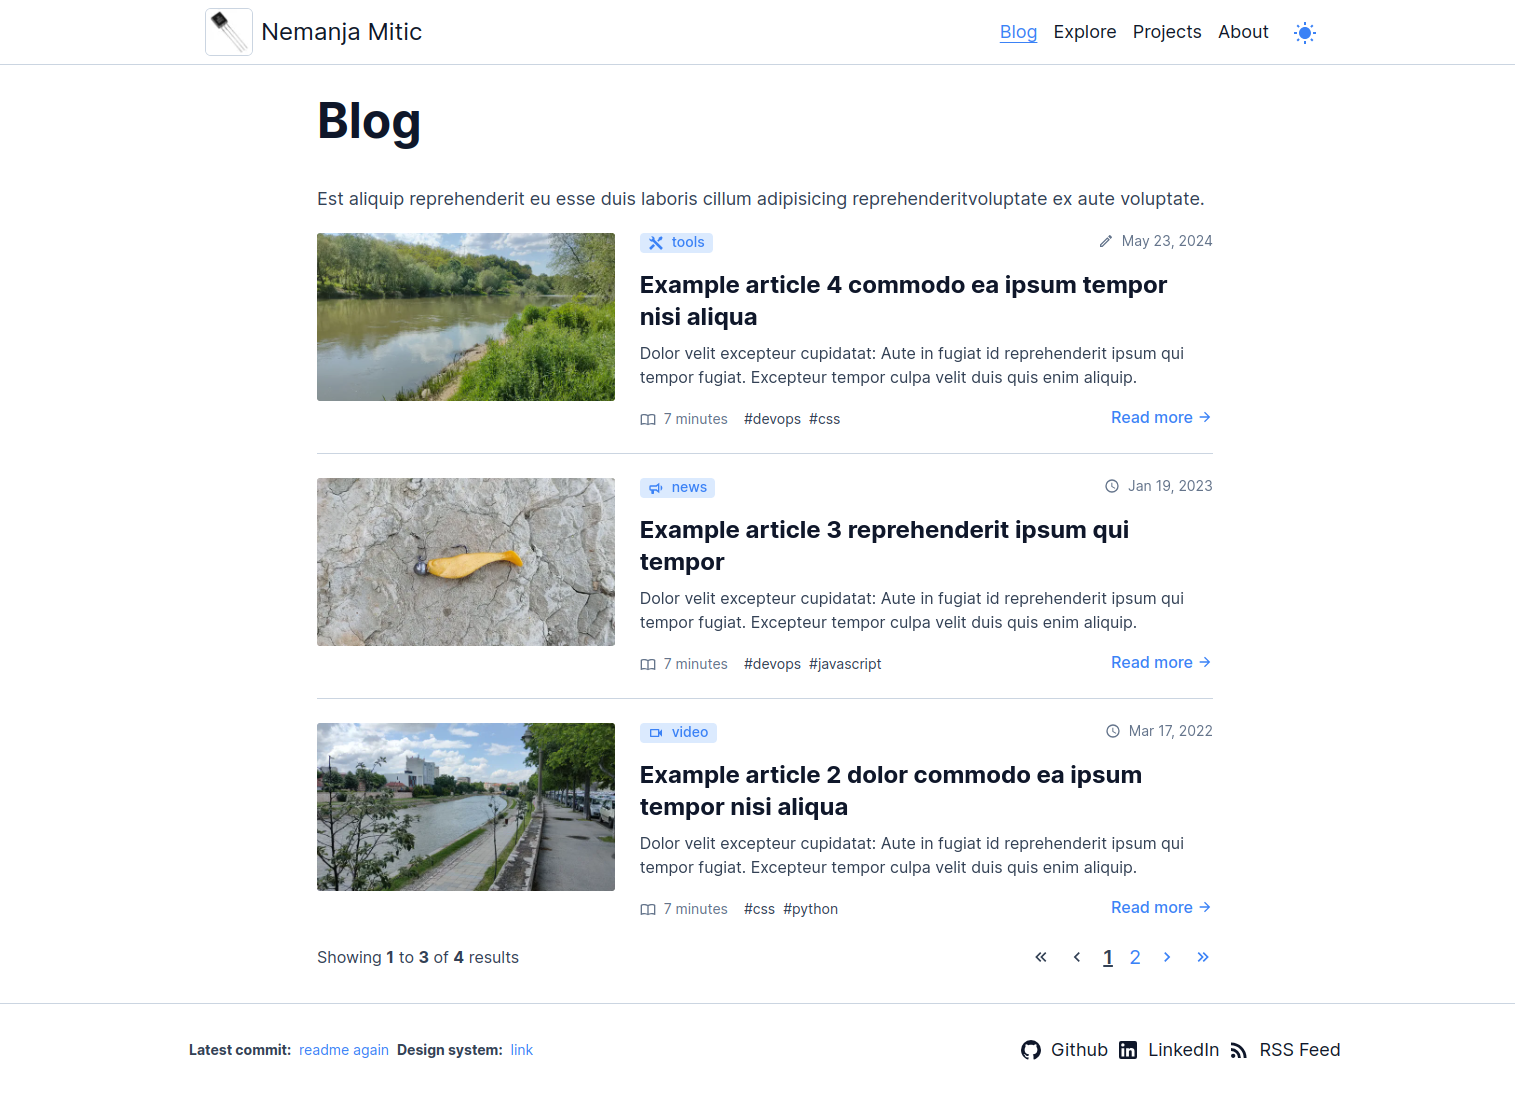 Nemanja Mitic
Blog Explore Projects About
Blog
Est aliquip reprehenderit eu esse duis laboris cillum adipisicing reprehenderitvoluptate ex aute voluptate.
tools
May 23, 2024
Example article 4 commodo ea ipsum tempor
nisi aliqua
Dolor velit excepteur cupidatat: Aute in fugiat id reprehenderit ipsum qui
tempor fugiat. Excepteur tempor culpa velit duis quis enim aliquip.
7 minutes #devops #css
Read more →
news
Jan 19, 2023
Example article 3 reprehenderit ipsum qui
tempor
Dolor velit excepteur cupidatat: Aute in fugiat id reprehenderit ipsum qui
tempor fugiat. Excepteur tempor culpa velit duis quis enim aliquip.
7 minutes #devops #javascript
Read more →
video
Mar 17, 2022
Example article 2 dolor commodo ea ipsum
tempor nisi aliqua
Dolor velit excepteur cupidatat: Aute in fugiat id reprehenderit ipsum qui
tempor fugiat. Excepteur tempor culpa velit duis quis enim aliquip.
7 minutes #css #python
Read more →
Showing 1 to 3 of 4 results
« ‹ 1 2 › »
Latest commit: readme again Design system: link
Github LinkedIn RSS Feed